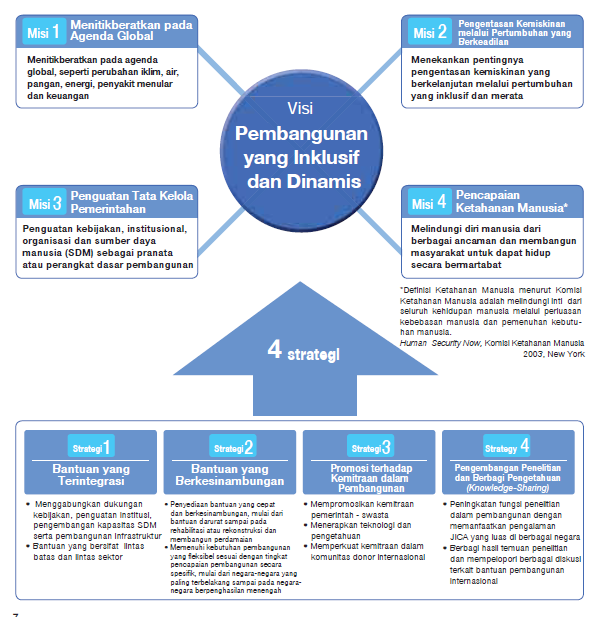 Misi 1
Menitikberatkan pada
Agenda Global
Menitikberatkan pada agenda
global, seperti perubahan iklim, air,
pangan, energi, penyakit menular
dan keuangan
Misi 2
Pengentasan Kemiskinan
melalui Pertumbuhan yang
Berkeadilan
Menekankan pentingnya
pengentasan kemiskinan yang
berkelanjutan melalui pertumbuhan
yang inklusif dan merata
Visi
Pembangunan
yang Inklusif
dan Dinamis
Misi 3
Penguatan Tata Kelola
Pemerintahan
Penguatan kebijakan, institusional,
organisasi dan sumber daya
manusia (SDM) sebagai pranata
atau perangkat dasar pembangunan
Misi 4
Pencapaian
Ketahanan Manusia*
Melindungi diri manusia dari
berbagai ancaman dan membangun
masyarakat untuk dapat hidup
secara bermartabat
*Definisi Ketahanan Manusia menurut Komisi
Ketahanan Manusia adalah melindungi inti dari
seluruh kehidupan manusia melalui perluasan
kebebasan manusia dan pemenuhan kebutu-
han manusia.
Human Security Now, Komisi Ketahanan Manusia
2003, New York
4 strategi
Strategi 1
Bantuan yang
Terintegrasi
• Menggabungkan dukungan
kebijakan, penguatan institusi,
pengembangan kapasitas SDM
serta pembangunan infrastruktur
• Bantuan yang bersifat lintas
batas dan lintas sektor
Strategi 2
Bantuan yang
Berkesinambungan
• Penyediaan bantuan yang cepat
dan berkesinambungan, mulai dari
bantuan darurat sampai pada
rehabilitasi atau rekonstruksi dan
membangun perdamaian
• Memenuhi kebutuhan pembangunan
yang fleksibel sesuai dengan tingkat
pencapaian pembangunan secara
spesifik, mulai dari negara-negara yang
paling terbelakang sampai pada negara-
negara berpenghasilan menengah
Strategi 3
Promosi terhadap
Kemitraan dalam
Pembangunan
• Mempromosikan kemitraan
pemerintah - swasta
• Menerapkan teknologi dan
pengetahuan
• Memperkuat kemitraan dalam
komunitas donor internasional
Strategy 4
Pengembangan Penelitian
dan Berbagi Pengetahuan
(Knowledge-Sharing)
• Peningkatan fungsi penelitian
dalam pembangunan dengan
memanfaatkan pengalaman
JICA yang luas di berbagai negara
• Berbagi hasil temuan penelitian
dan mempelopori berbagai diskusi
terkait bantuan pembangunan
internasional